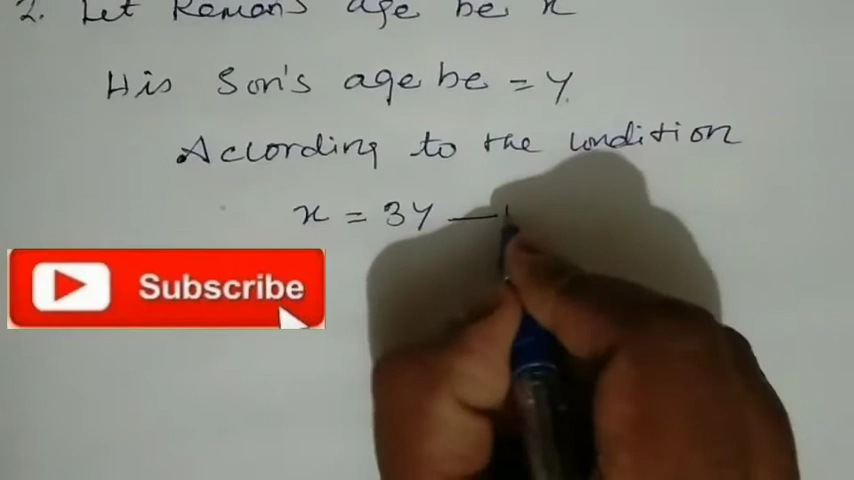 2. Let Raman's age be x
His Son's age be = y
According to the condition
x = 3y —
Subscribe